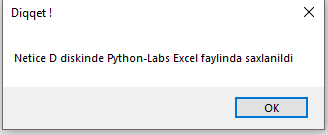 Diqqet !
Netice D diskinde Python-Labs Excel faylinda saxlanildi
OK